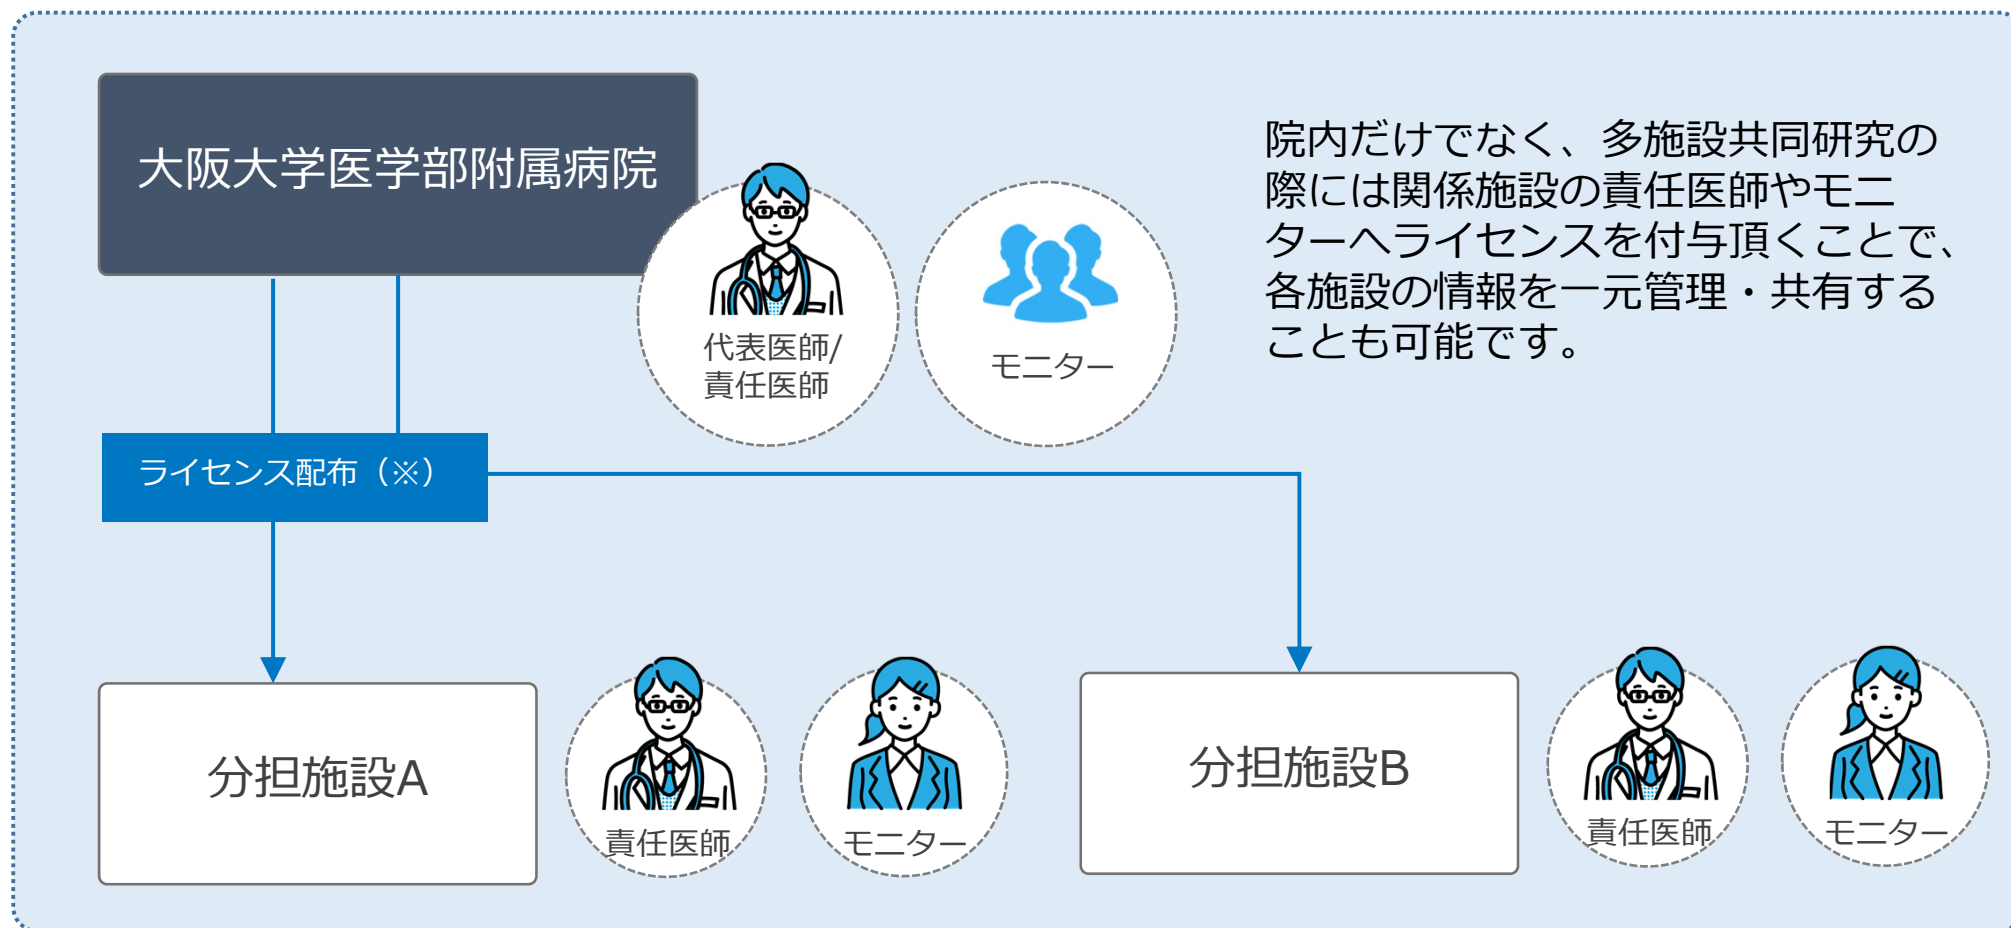 大阪大学医学部附属病院
院内だけでなく、多施設共同研究の
際には関係施設の責任医師やモニ
ターへライセンスを付与頂くことで、
各施設の情報を一元管理・共有する
ことも可能です。
代表医師/
責任医師
モニター
ライセンス配布（※）
分担施設A
責任医師
モニター
分担施設B
責任医師
モニター